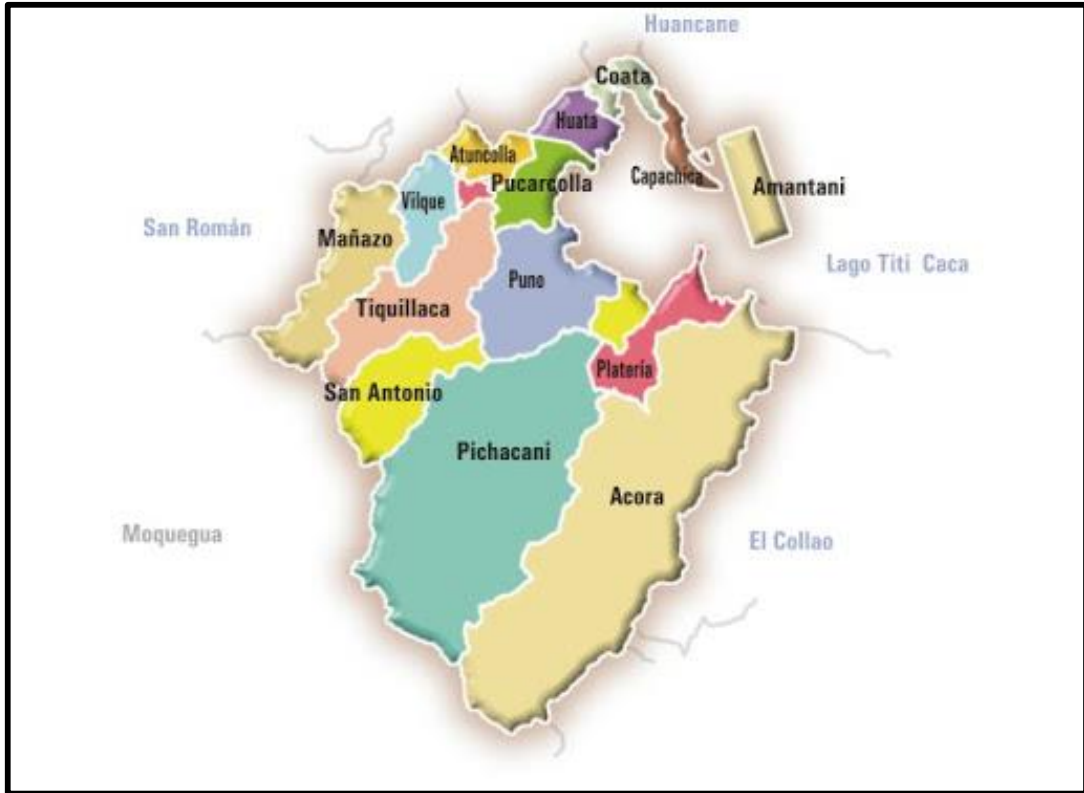 Huancane
Coata
Huata
Atuncolla
Pucarcolla
Capachica
Amantani
Vilque
San Román
Mañazo
Lago Titi Caca
Puno
Tiquillaca
Platería
San Antonio
Pichacani
Acora
Moquegua
El Collao